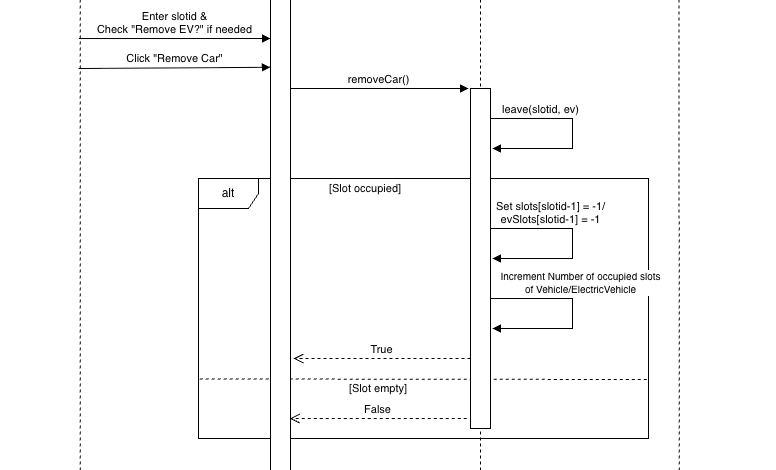 Enter slotid &
Check "Remove EV?" if needed
Click "Remove Car"
removeCar()
leave(slotid, ev)
alt
[Slot occupied]
Set slots[slotid-1] = -1/
evSlots[slotid-1] = -1
Increment Number of occupied slots
of Vehicle/ElectricVehicle
True
[Slot empty]
False